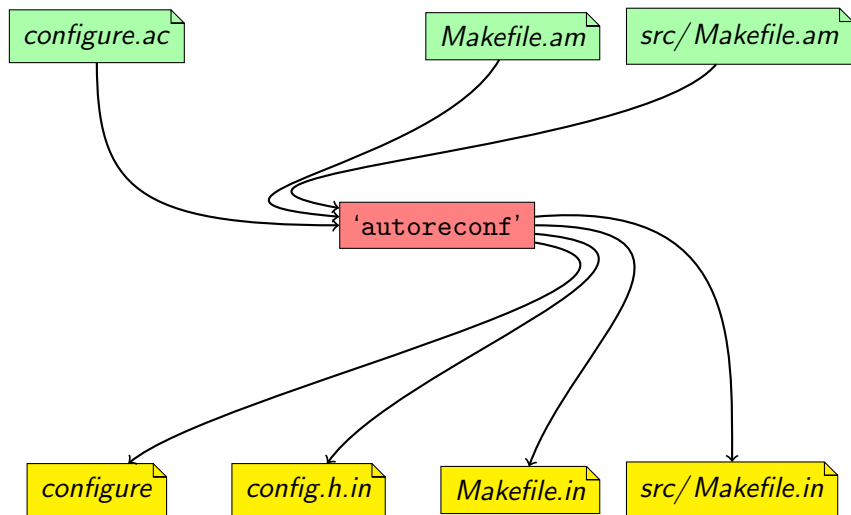 configure.ac
Makefile.am
src/Makefile.am
‘autoreconf’
configure
config.h.in
Makefile.in
src/Makefile.in